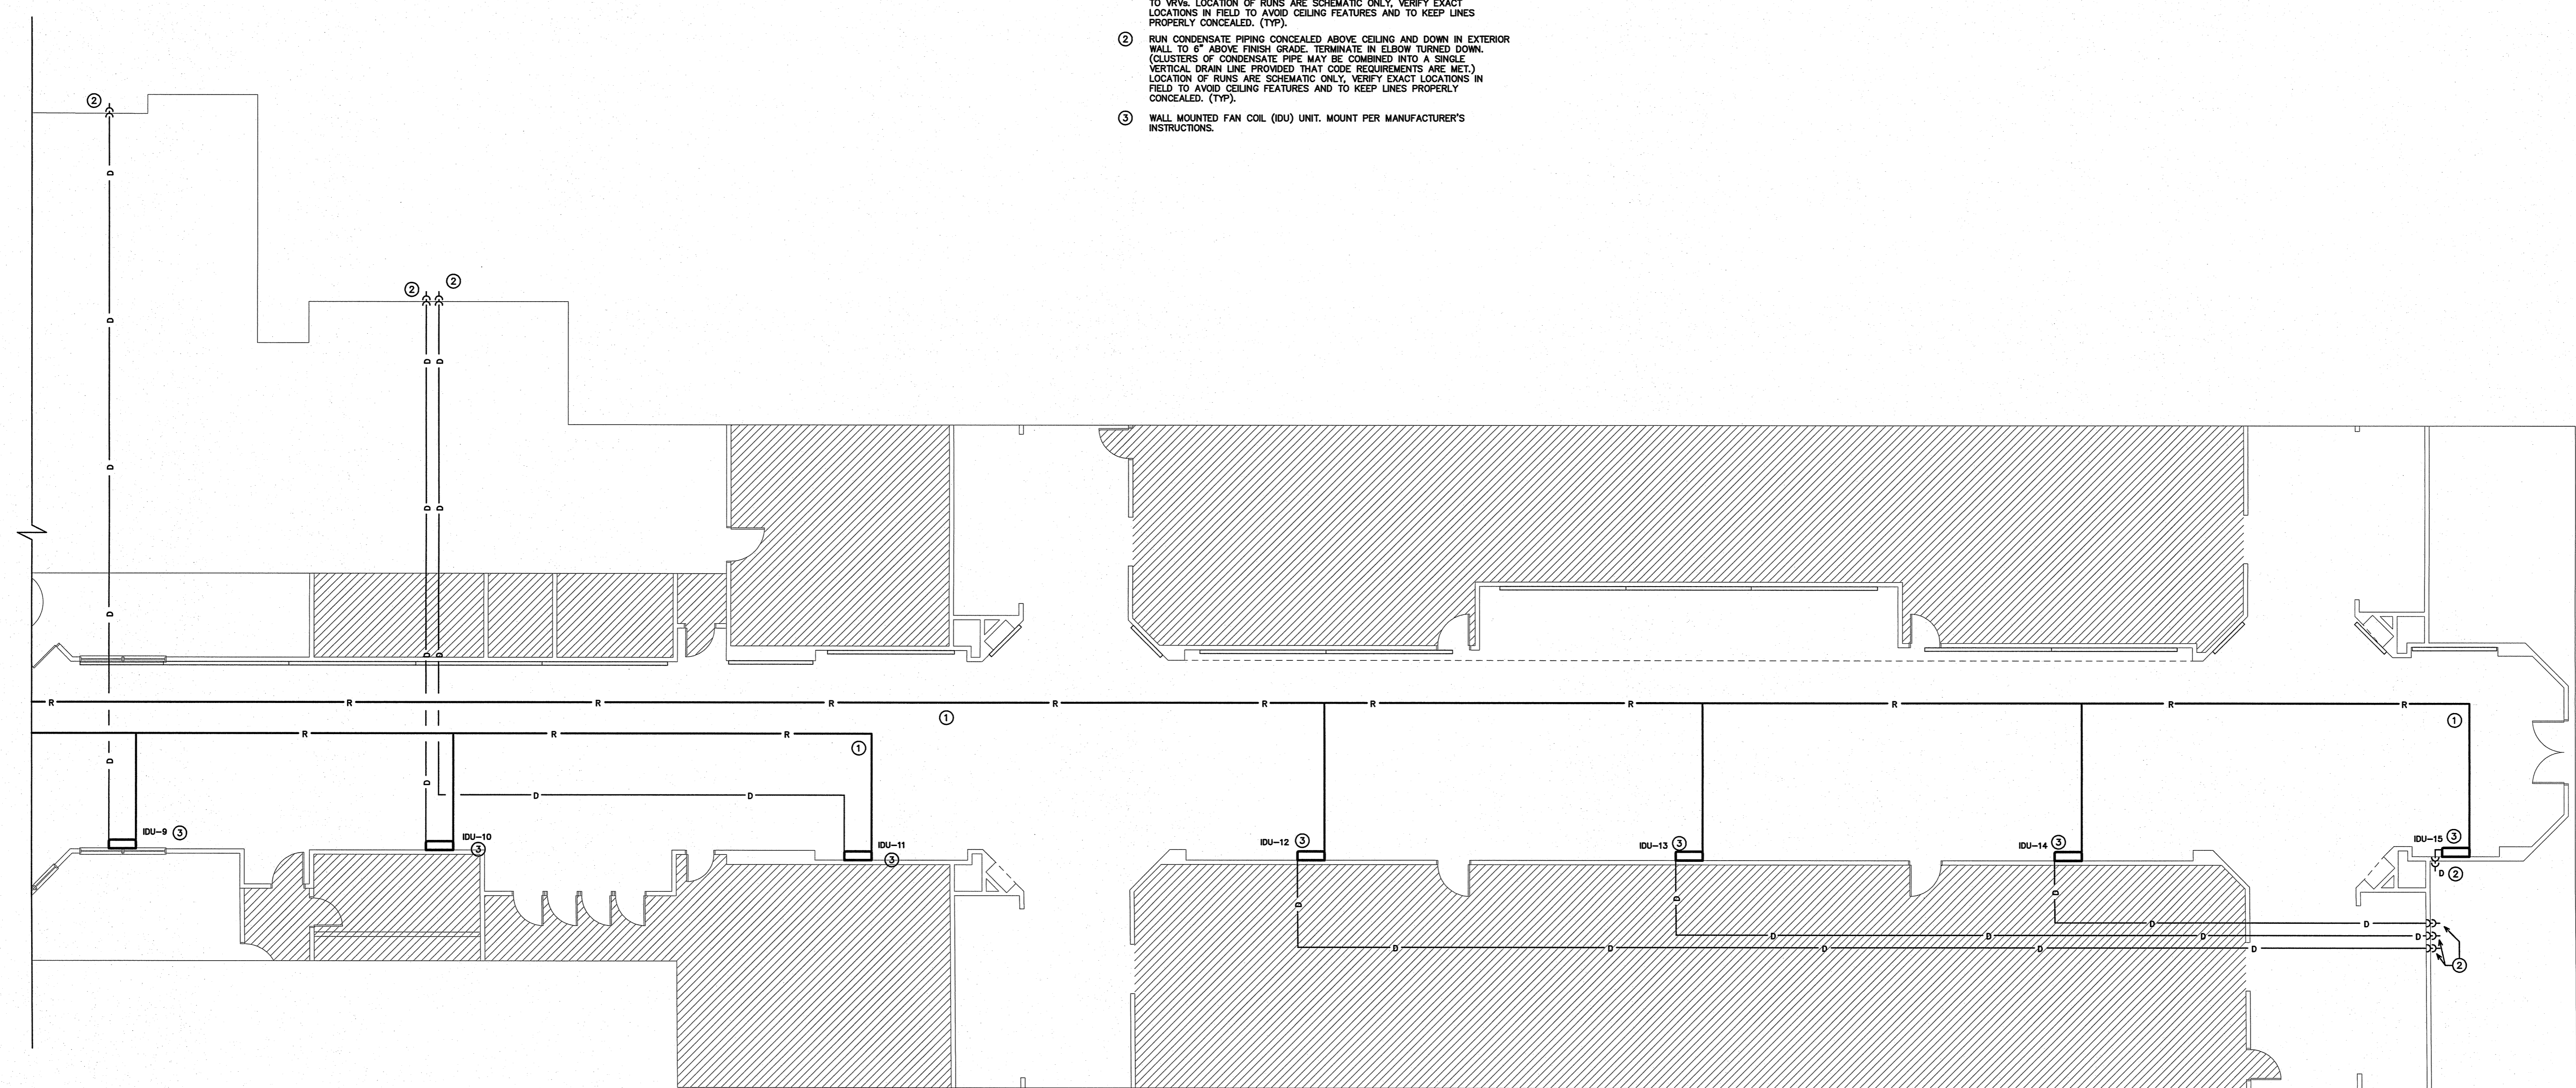 TO VRVs. LOCATION OF RUNS ARE SCHEMATIC ONLY, VERIFY EXACT
LOCATIONS IN FIELD TO AVOID CEILING FEATURES AND TO KEEP LINES
PROPERLY CONCEALED. (TYP).
2 RUN CONDENSATE PIPING CONCEALED ABOVE CEILING AND DOWN IN EXTERIOR
WALL TO 6" ABOVE FINISH GRADE. TERMINATE IN ELBOW TURNED DOWN.
(CLUSTERS OF CONDENSATE PIPE MAY BE COMBINED INTO A SINGLE
VERTICAL DRAIN LINE PROVIDED THAT CODE REQUIREMENTS ARE MET.)
LOCATION OF RUNS ARE SCHEMATIC ONLY, VERIFY EXACT LOCATIONS IN
FIELD TO AVOID CEILING FEATURES AND TO KEEP LINES PROPERLY
CONCEALED. (TYP).
3 WALL MOUNTED FAN COIL (IDU) UNIT. MOUNT PER MANUFACTURER'S
INSTRUCTIONS.
2
D
2 2
D
D D
D
D D
D
D D
R R R R R R R R R R R
1 1
R R R
1
D
D
D D
IDU-9 3
IDU-10
3
IDU-11
3
IDU-12 3
IDU-13 3
IDU-14 3
IDU-15 3
D 2
D D D
D D D
D D D D
D D D D D
2